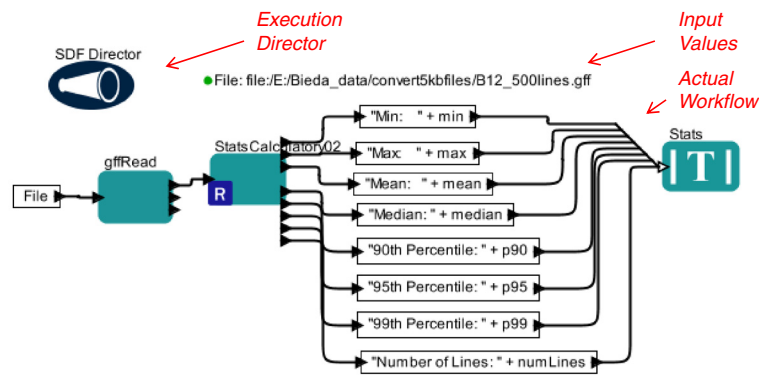 Execution
Director
Input
Values
SDF Director
File: file:/E:/Bieda_data/convert5kbfiles/B12_500lines.gff
Actual
Workflow
"Min: " + min
Stats
StatsCalculatory02
"Max: " + max
gffRead
T
"Mean: " + mean
File
R
"Median: " + median
"90th Percentile: " + p90
"95th Percentile: " + p95
"99th Percentile: " + p99
"Number of Lines: " + numLines